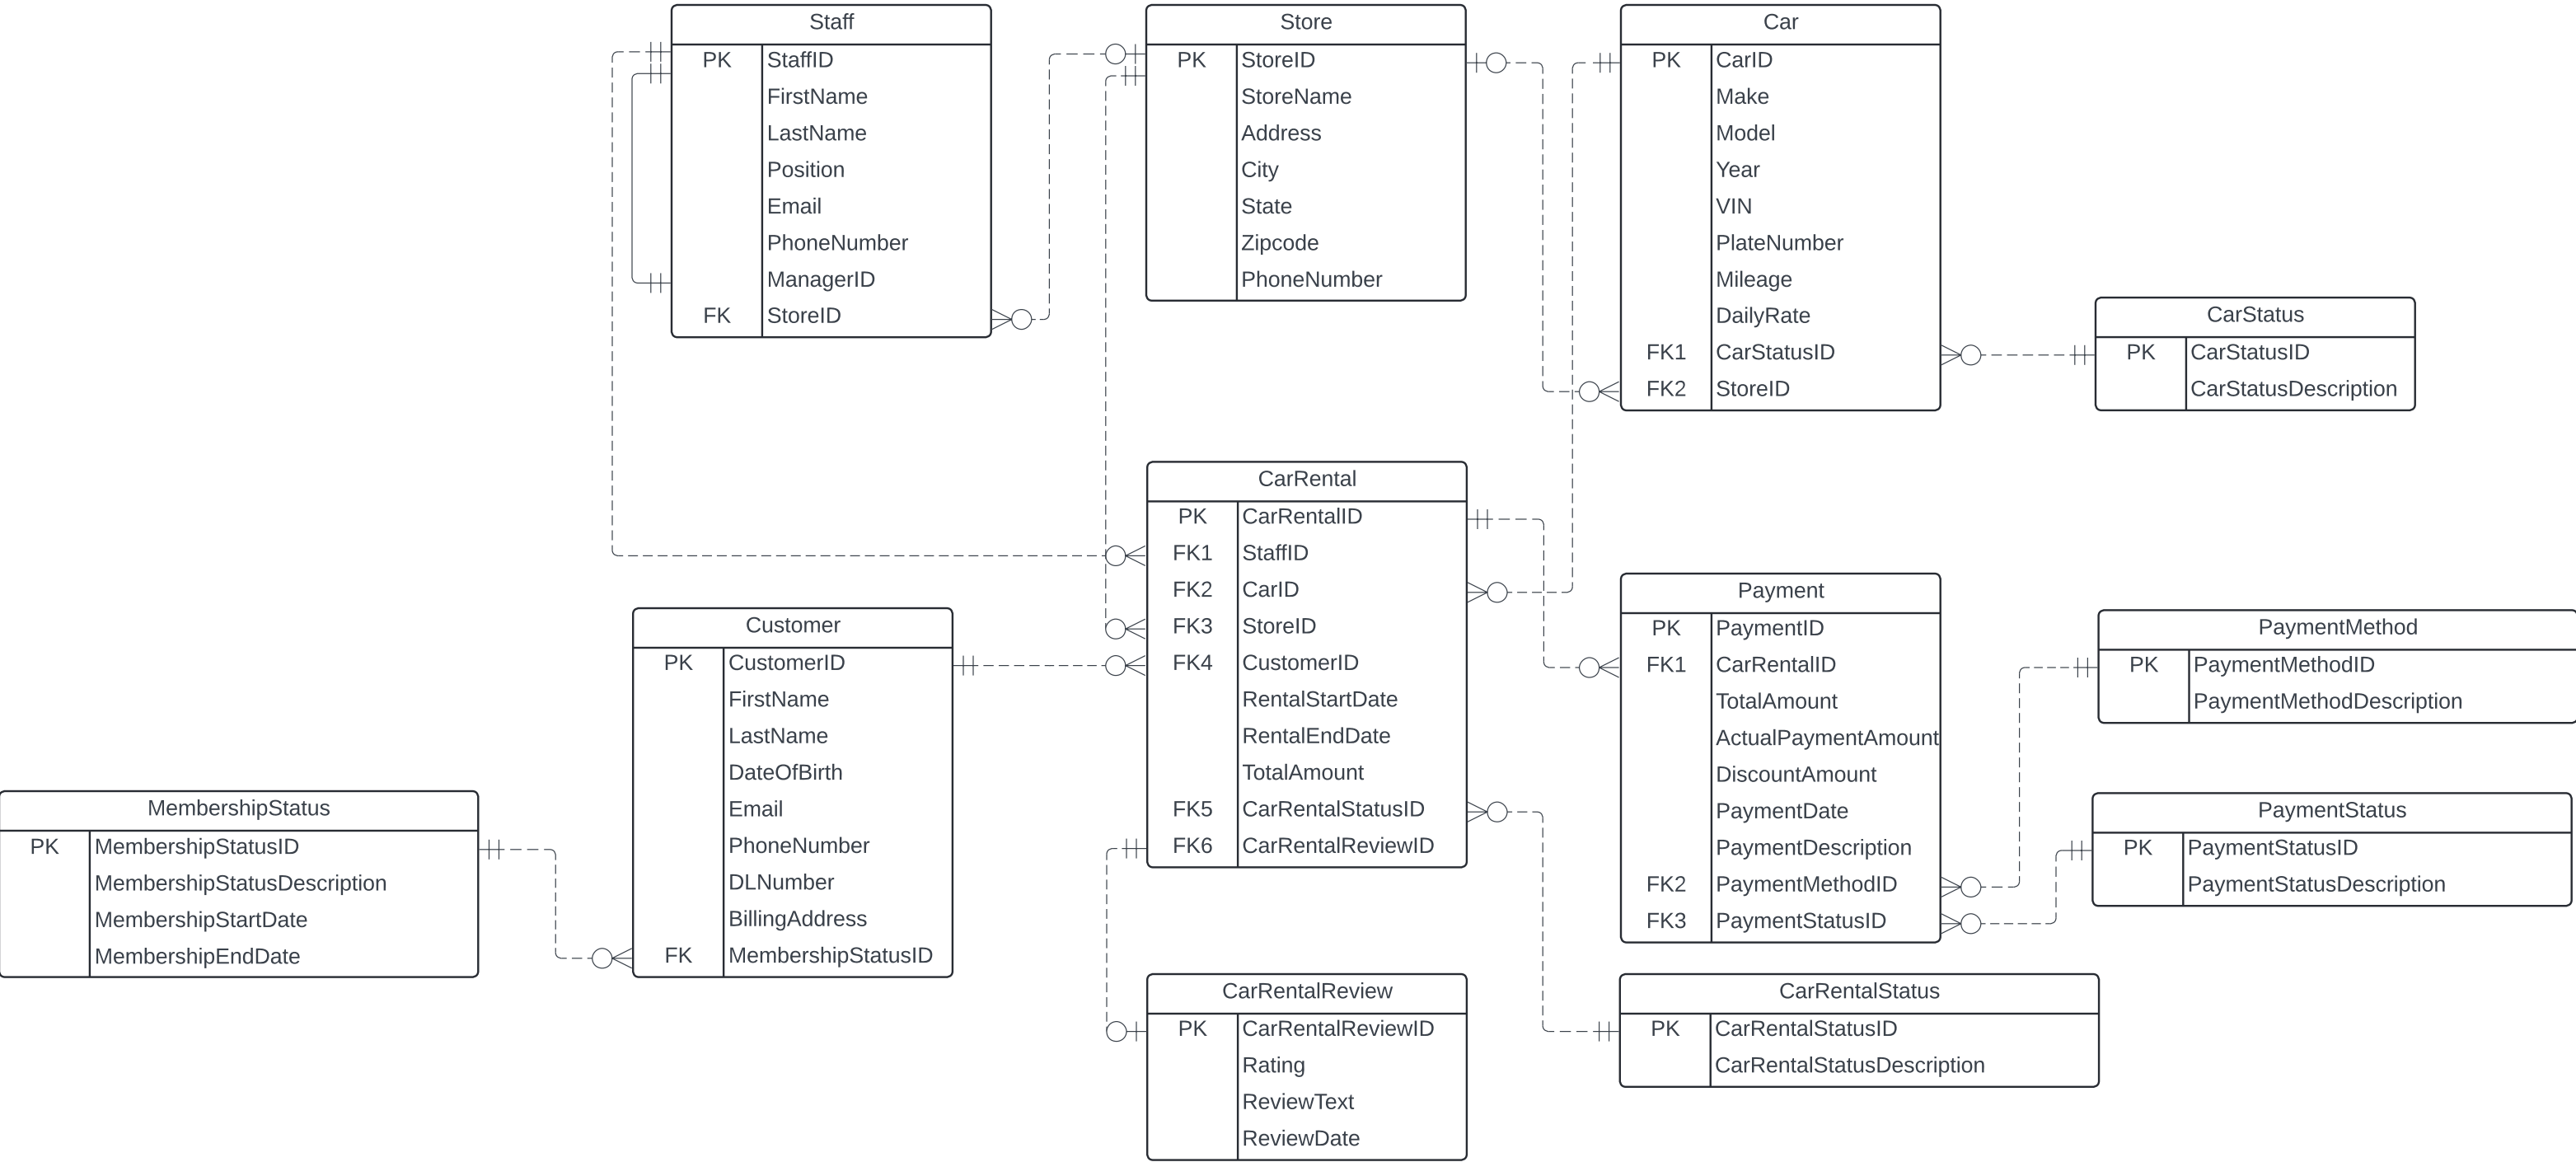 Staff
PK StaffID
FirstName
LastName
Position
Email
PhoneNumber
ManagerID
FK StoreID
Store
PK StoreID
StoreName
Address
City
State
Zipcode
PhoneNumber
Car
PK CarID
Make
Model
Year
VIN
PlateNumber
Mileage
DailyRate
FK1 CarStatusID
FK2 StoreID
CarStatus
PK CarStatusID
CarStatusDescription
CarRental
PK CarRentalID
FK1 StaffID
FK2 CarID
FK3 StoreID
FK4 CustomerID
RentalStartDate
RentalEndDate
TotalAmount
FK5 CarRentalStatusID
FK6 CarRentalReviewID
Customer
PK CustomerID
FirstName
LastName
DateOfBirth
Email
PhoneNumber
DLNumber
BillingAddress
FK MembershipStatusID
MembershipStatus
PK MembershipStatusID
MembershipStatusDescription
MembershipStartDate
MembershipEndDate
Payment
PK PaymentID
FK1 CarRentalID
TotalAmount
ActualPaymentAmount
DiscountAmount
PaymentDate
PaymentDescription
FK2 PaymentMethodID
FK3 PaymentStatusID
PaymentMethod
PK PaymentMethodID
PaymentMethodDescription
PaymentStatus
PK PaymentStatusID
PaymentStatusDescription
CarRentalReview
PK CarRentalReviewID
Rating
ReviewText
ReviewDate
CarRentalStatus
PK CarRentalStatusID
CarRentalStatusDescription